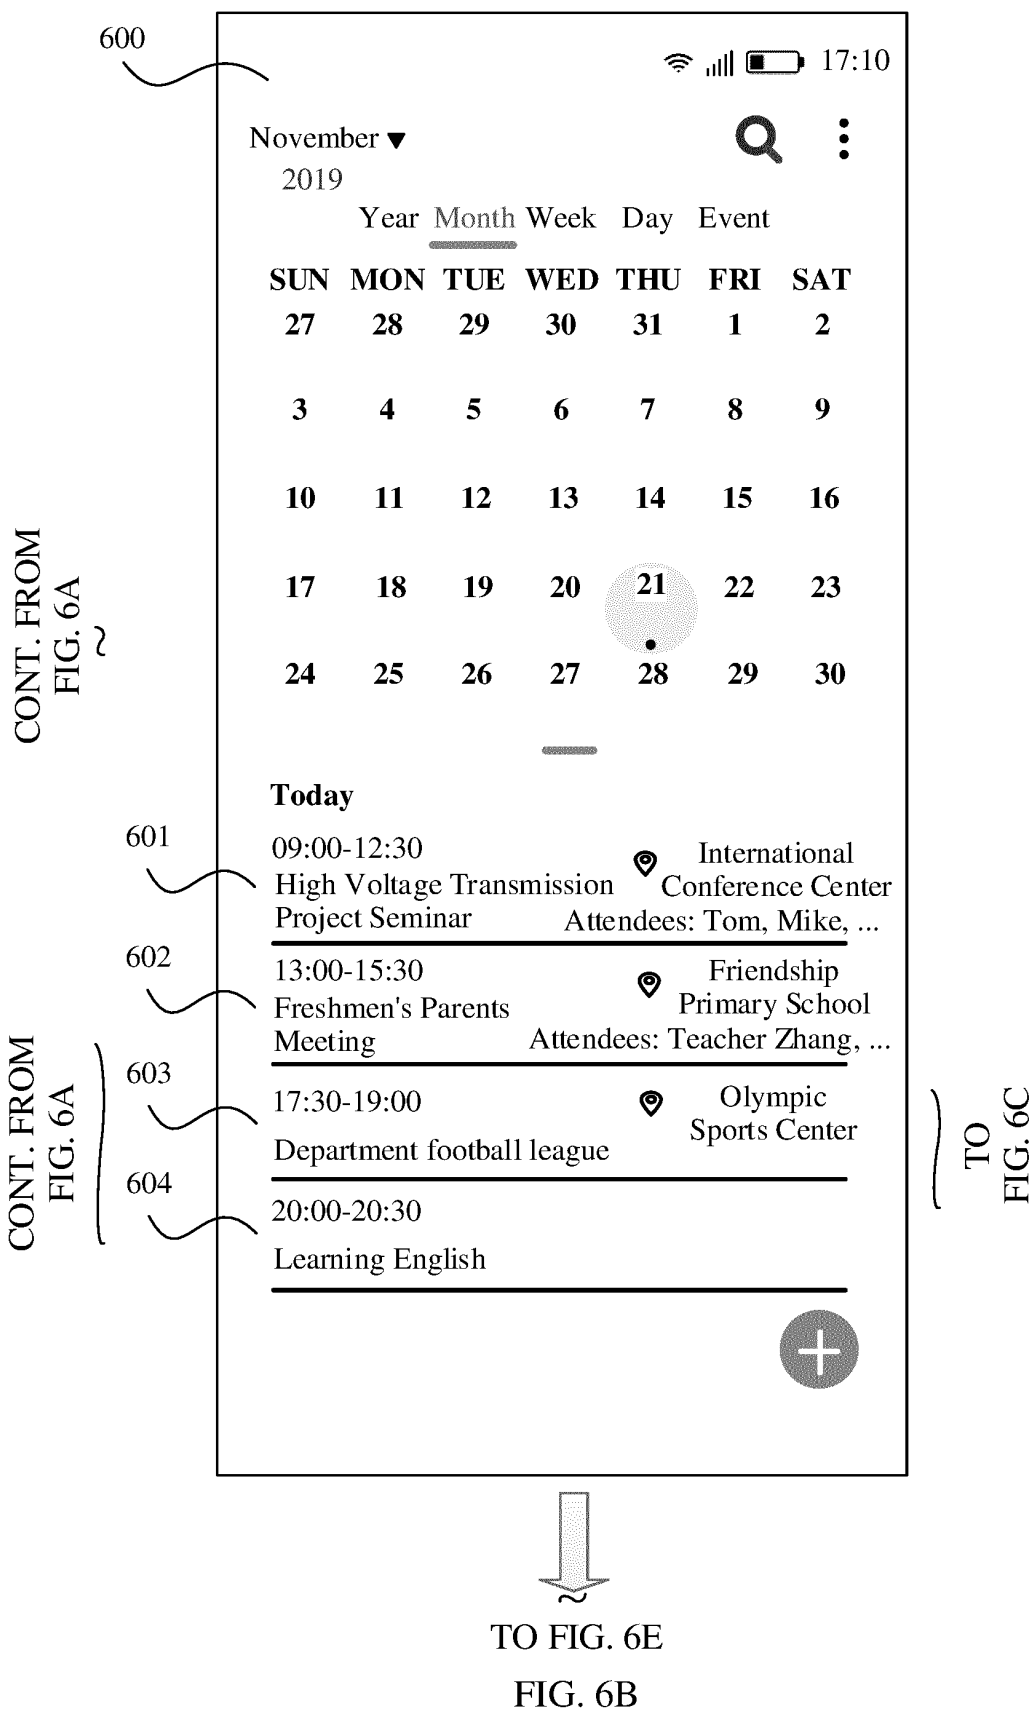 600
17:10
November
2019
Year Month Week Day Event
SUN MON TUE WED THU FRI SAT
27 28 29 30 31 1 2
3 4 5 6 7 8 9
10 11 12 13 14 15 16
17 18 19 20 21 22 23
24 25 26 27 28 29 30
CONT. FROM
FIG. 6A
~
Today
601
09:00-12:30
High Voltage Transmission
Project Seminar
International
Conference Center
Attendees: Tom, Mike, ...
602
13:00-15:30
Freshmen's Parents
Meeting
Friendship
Primary School
Attendees: Teacher Zhang, ...
CONT. FROM
FIG. 6A
603
17:30-19:00
Department football league
Olympic
Sports Center
TO
FIG. 6C
604
20:00-20:30
Learning English
~
TO FIG. 6E
FIG. 6B